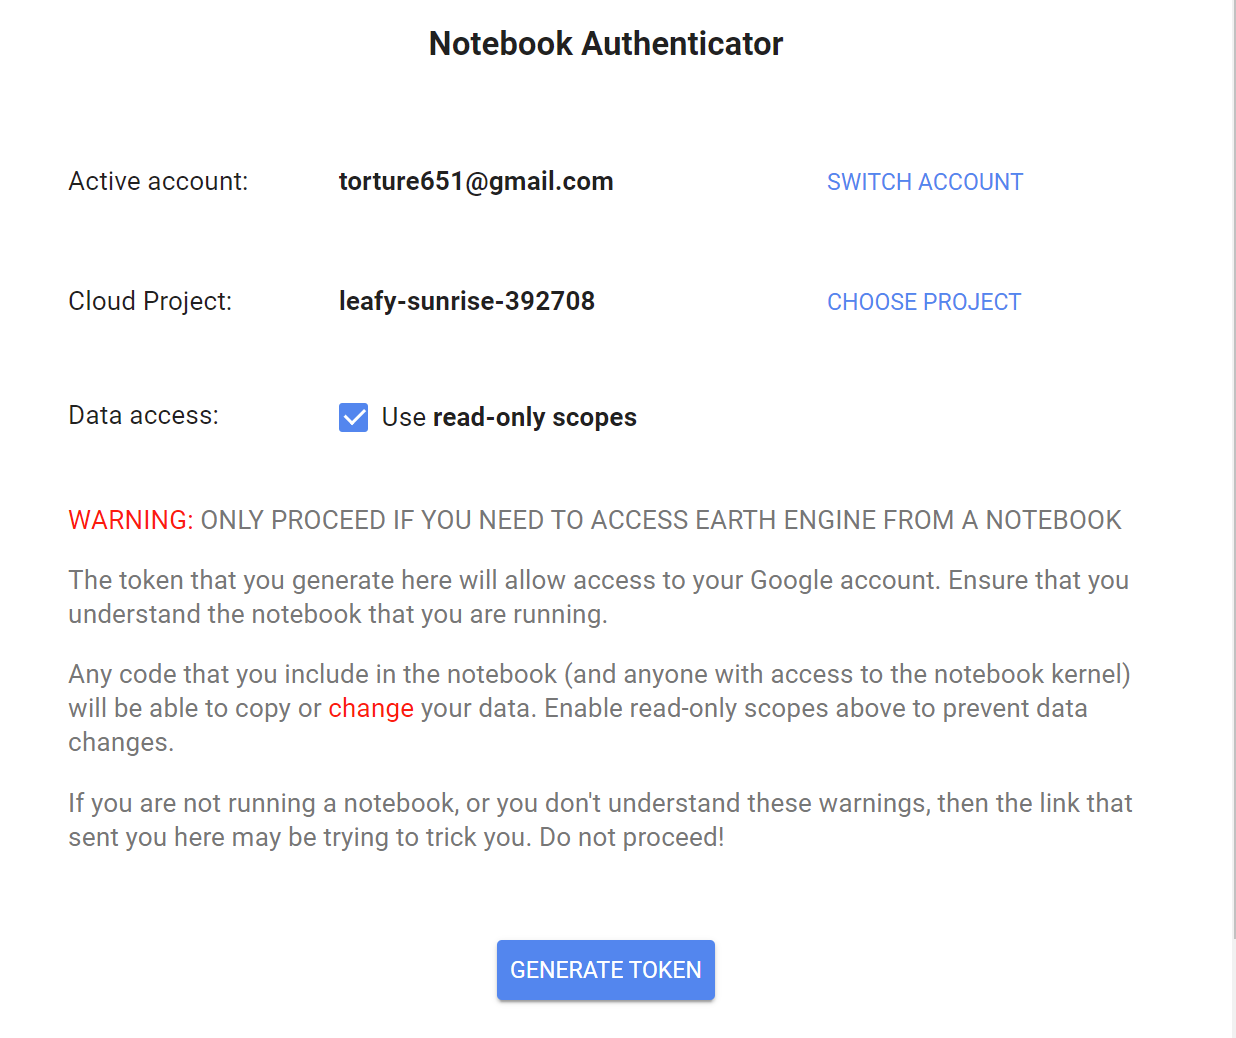 Notebook Authenticator
Active account: torture651@gmail.com SWITCH ACCOUNT
Cloud Project: leafy-sunrise-392708 CHOOSE PROJECT
Data access: Use read-only scopes
WARNING: ONLY PROCEED IF YOU NEED TO ACCESS EARTH ENGINE FROM A NOTEBOOK
The token that you generate here will allow access to your Google account. Ensure that you
understand the notebook that you are running.
Any code that you include in the notebook (and anyone with access to the notebook kernel)
will be able to copy or change your data. Enable read-only scopes above to prevent data
changes.
If you are not running a notebook, or you don't understand these warnings, then the link that
sent you here may be trying to trick you. Do not proceed!
GENERATE TOKEN